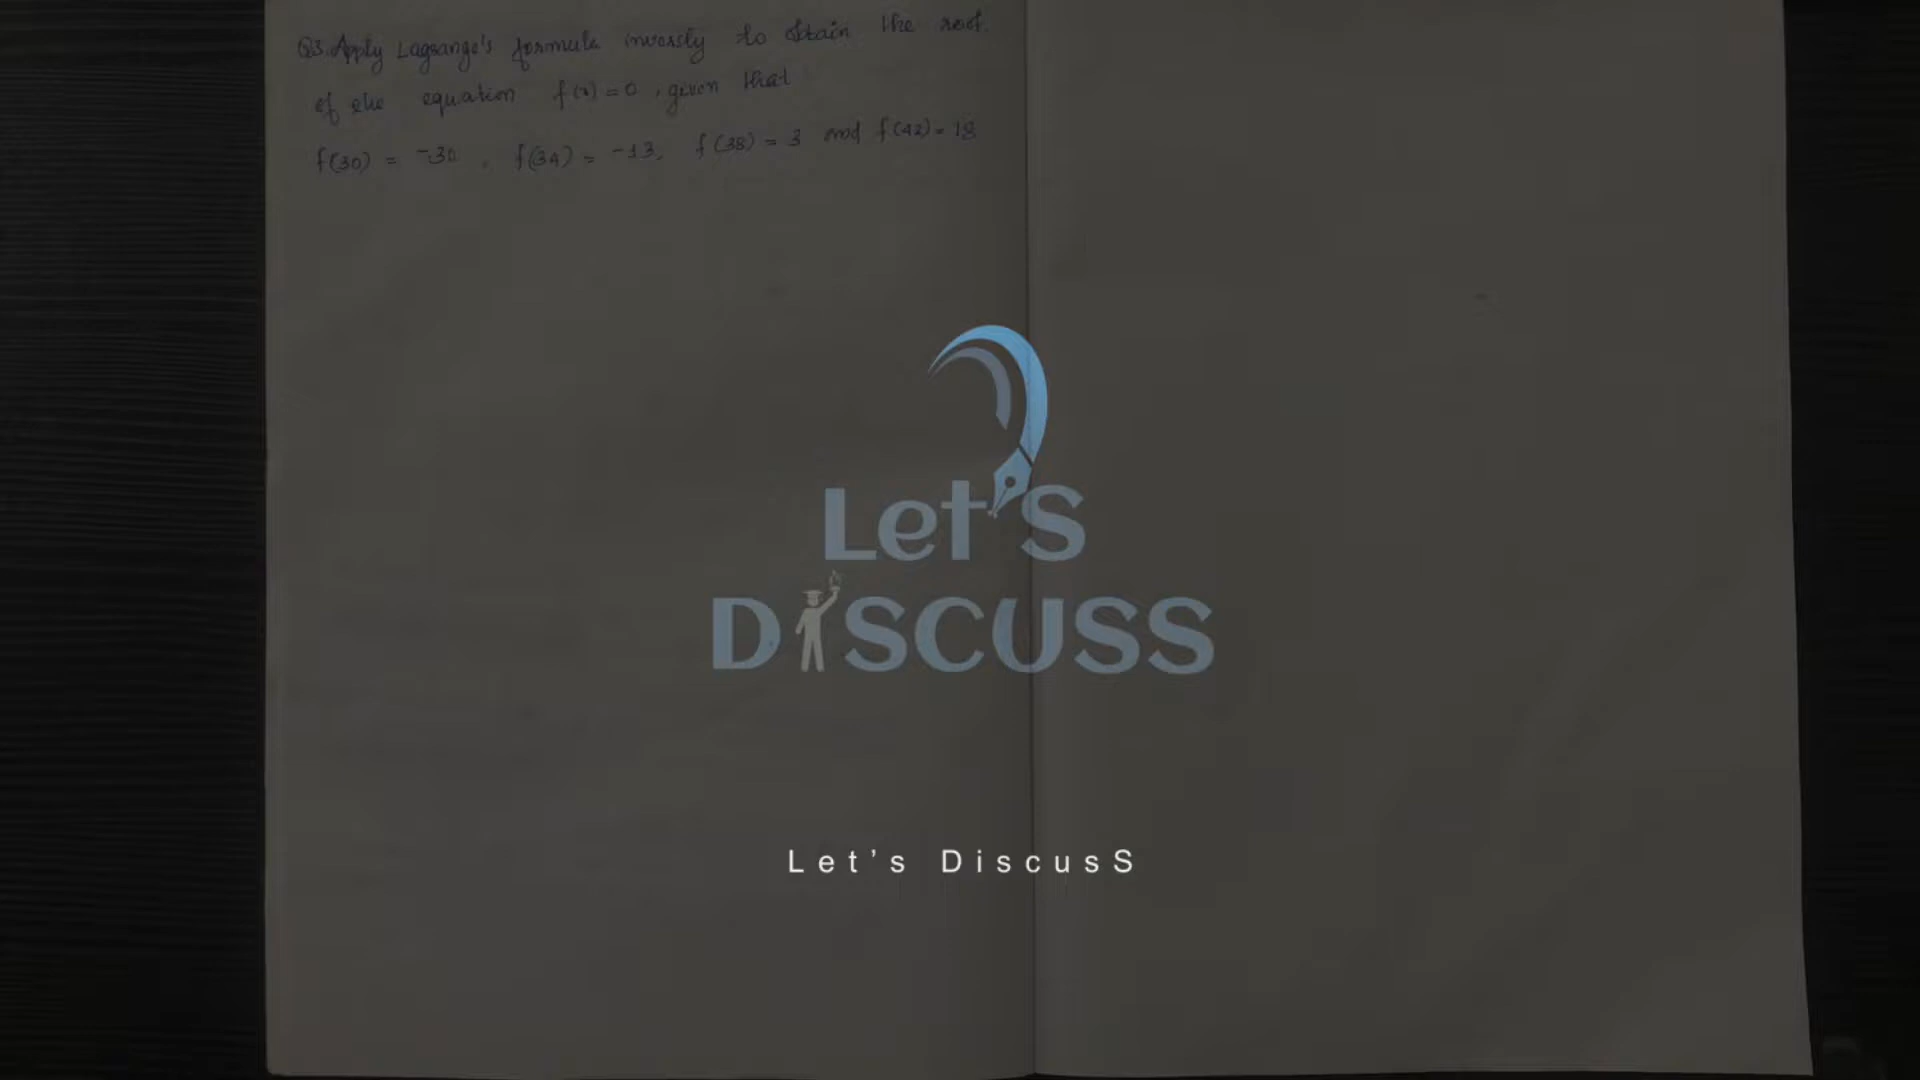 Q3. Apply Lagrange's formula inversly to obtain the root
of the equation f(x) = 0, given that
f(30) = -30, f(34) = -13, f(38) = 3 and f(42) = 18
Let's
DiSCUSS
Let's DiscusS